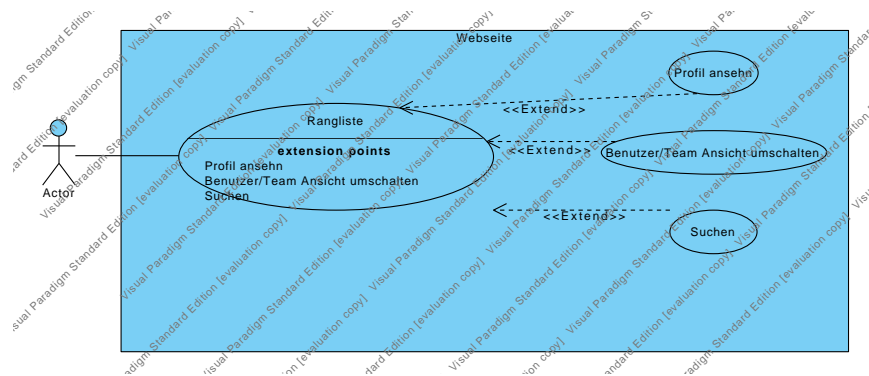 Webseite
Profil ansehn
<<Extend>>
Rangliste
extension points
Profil ansehn
Benutzer/Team Ansicht umschalten
Suchen
<<Extend>>
Benutzer/Team Ansicht umschalten
<<Extend>>
Suchen
Actor
Visual Paradigm Standard Edition [evaluation copy]